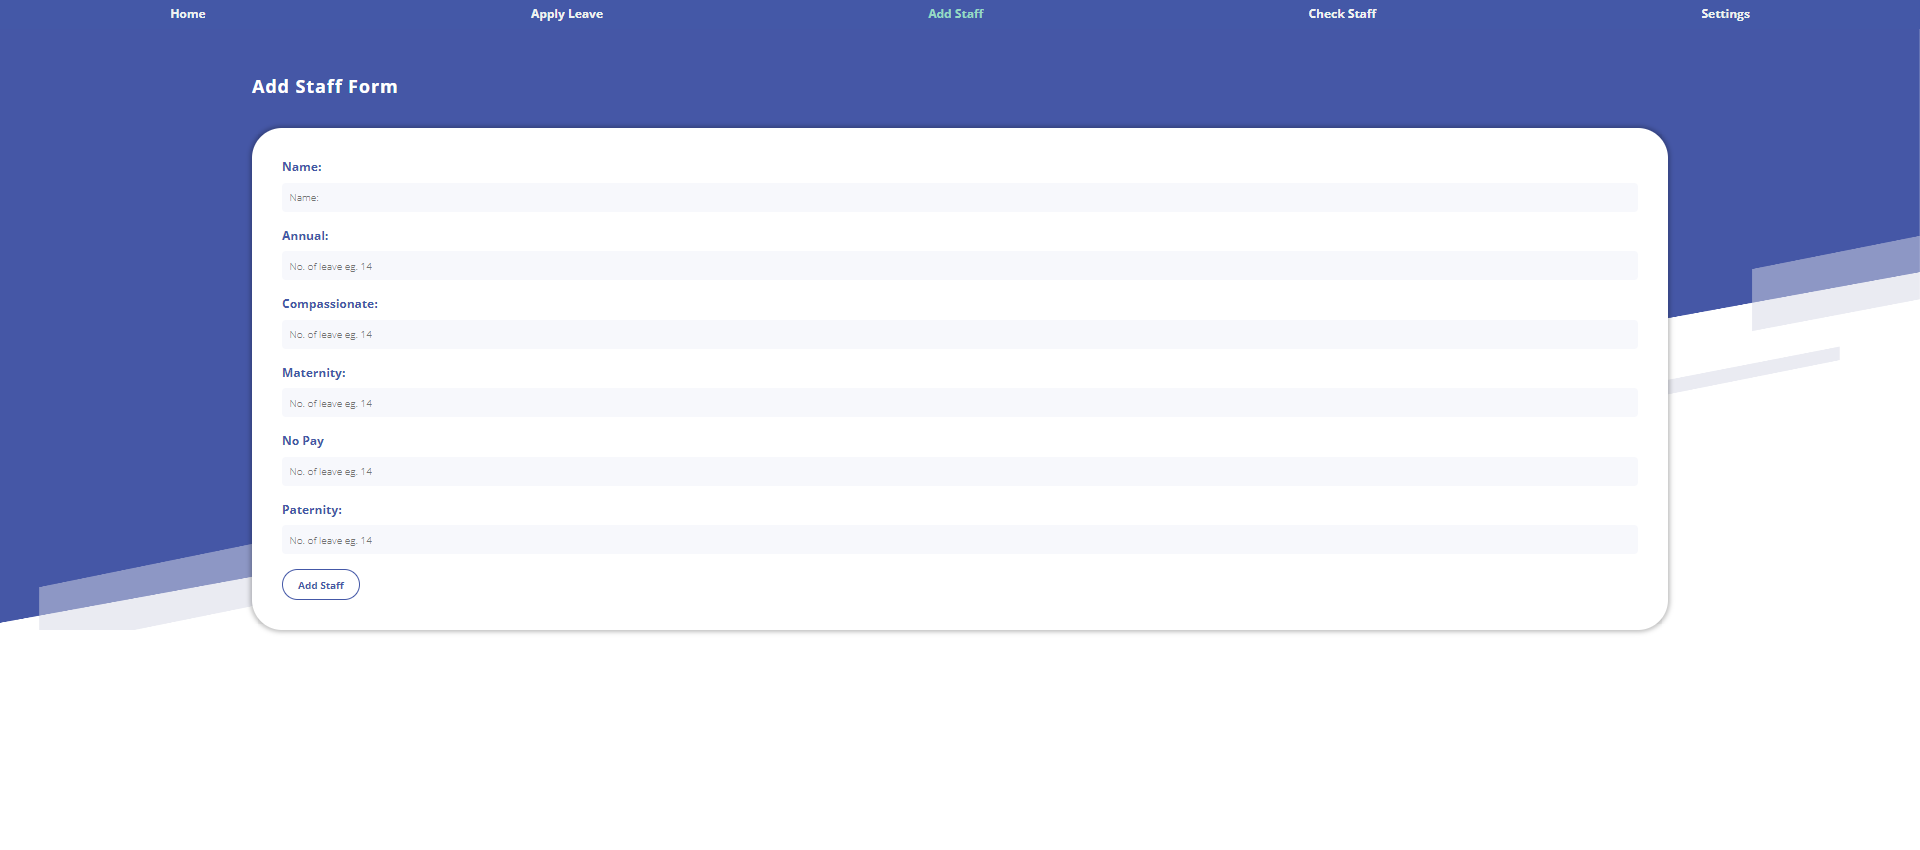 Home Apply Leave Add Staff Check Staff Settings
Add Staff Form
Name:
Name:
Annual:
No. of leave eg. 14
Compassionate:
No. of leave eg. 14
Maternity:
No. of leave eg. 14
No Pay
No. of leave eg. 14
Paternity:
No. of leave eg. 14
Add Staff